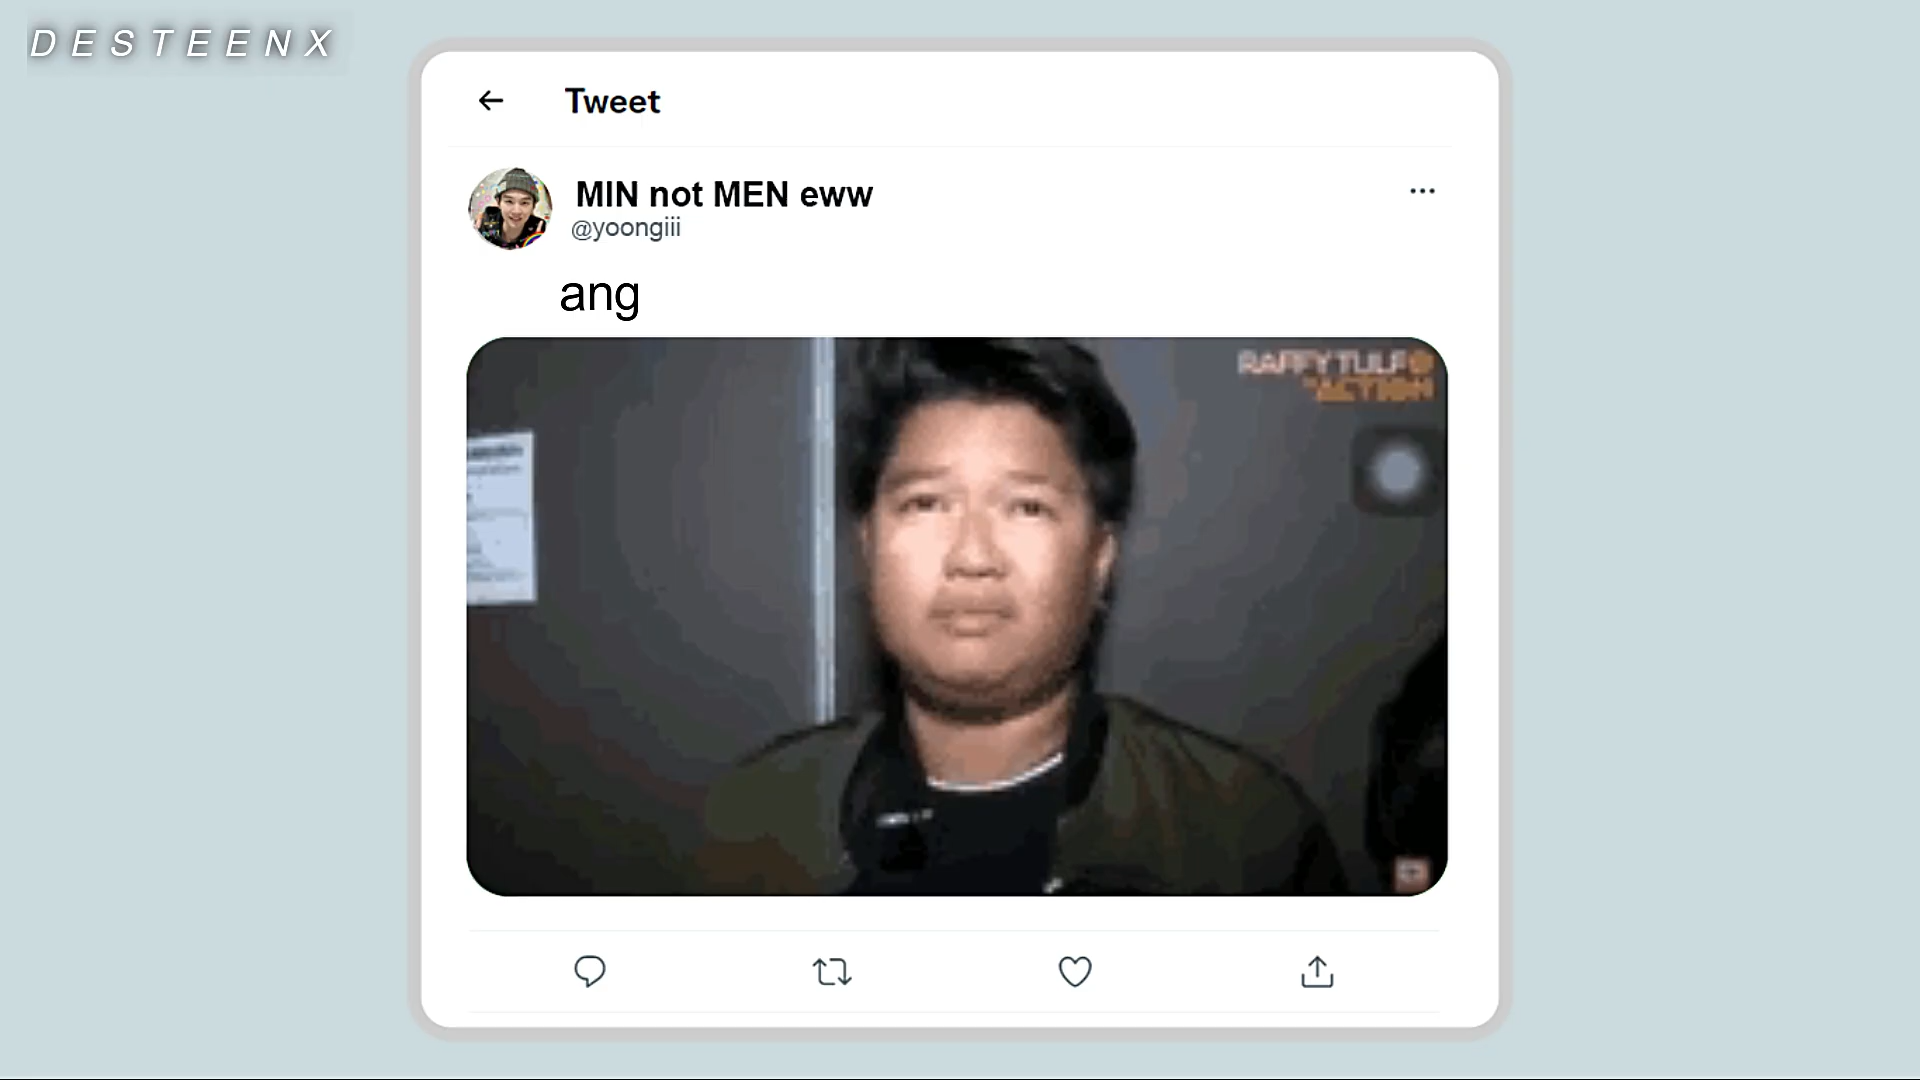 DESTEENX
Tweet
MIN not MEN eww
@yoongiii
ang
RAFFY TULFO
IN ACTION